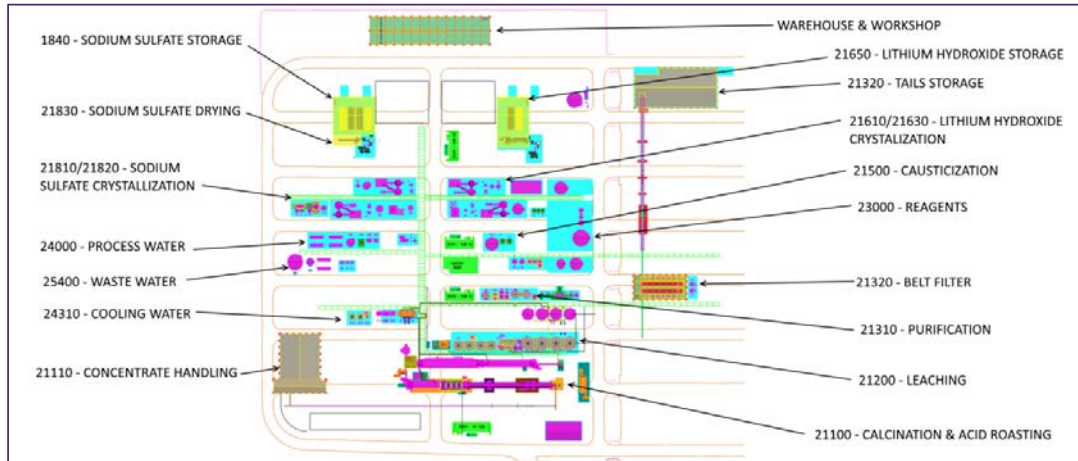 1840 - SODIUM SULFATE STORAGE
21830 - SODIUM SULFATE DRYING
21810/21820 - SODIUM
SULFATE CRYSTALLIZATION
24000 - PROCESS WATER
25400 – WASTE WATER
24310 - COOLING WATER
21110 - CONCENTRATE HANDLING
WAREHOUSE & WORKSHOP
21650 - LITHIUM HYDROXIDE STORAGE
21320 - TAILS STORAGE
21610/21630 - LITHIUM HYDROXIDE
CRYSTALIZATION
21500 - CAUSTICIZATION
23000 - REAGENTS
21320 - BELT FILTER
21310 - PURIFICATION
21200 - LEACHING
21100 - CALCINATION & ACID ROASTING